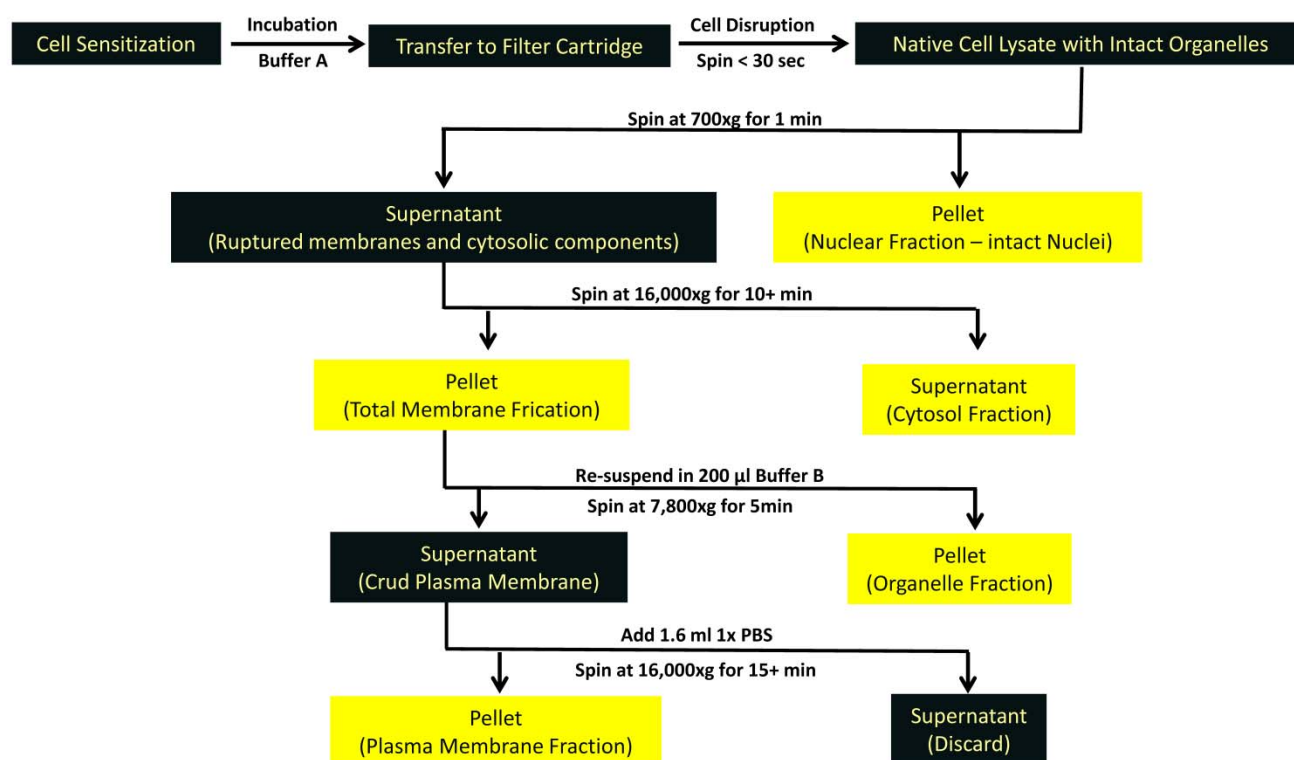 Cell Sensitization
Incubation
Buffer A
Transfer to Filter Cartridge
Cell Disruption
Spin < 30 sec
Native Cell Lysate with Intact Organelles
Spin at 700xg for 1 min
Supernatant
(Ruptured membranes and cytosolic components)
Pellet
(Nuclear Fraction – intact Nuclei)
Spin at 16,000xg for 10+ min
Pellet
(Total Membrane Frication)
Supernatant
(Cytosol Fraction)
Re-suspend in 200 µl Buffer B
Spin at 7,800xg for 5min
Supernatant
(Crud Plasma Membrane)
Pellet
(Organelle Fraction)
Add 1.6 ml 1x PBS
Spin at 16,000xg for 15+ min
Pellet
(Plasma Membrane Fraction)
Supernatant
(Discard)